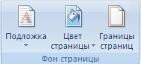 Подложка
Цвет страницы
Границы страниц
Фон страницы